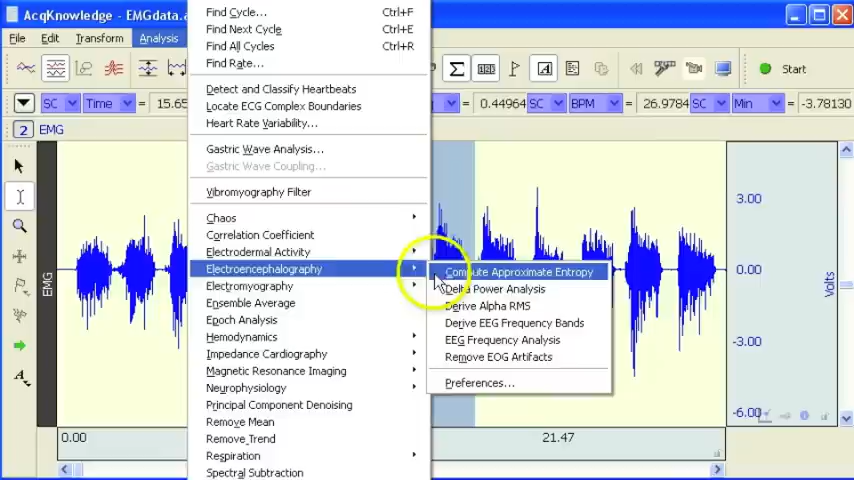 AcqKnowledge - EMGdata.a
File Edit Transform Analysis
Find Cycle... Ctrl+F
Find Next Cycle Ctrl+E
Find All Cycles Ctrl+R
Find Rate...
Detect and Classify Heartbeats
Locate ECG Complex Boundaries
Heart Rate Variability...
Gastric Wave Analysis...
Gastric Wave Coupling...
Vibromyography Filter
Chaos
Correlation Coefficient
Electrodermal Activity
Electroencephalography
Electromyography
Ensemble Average
Epoch Analysis
Hemodynamics
Impedance Cardiography
Magnetic Resonance Imaging
Neurophysiology
Principal Component Denoising
Remove Mean
Remove Trend
Respiration
Spectral Subtraction
Compute Approximate Entropy
Delta Power Analysis
Derive Alpha RMS
Derive EEG Frequency Bands
EEG Frequency Analysis
Remove EOG Artifacts
Preferences...
Start
SC Time = 15.65
= 0.44964 SC BPM = 26.9784 SC Min = -3.78130
2 EMG
EMG
3.00
0.00
-3.00
-6.00
Volts
0.00
21.47